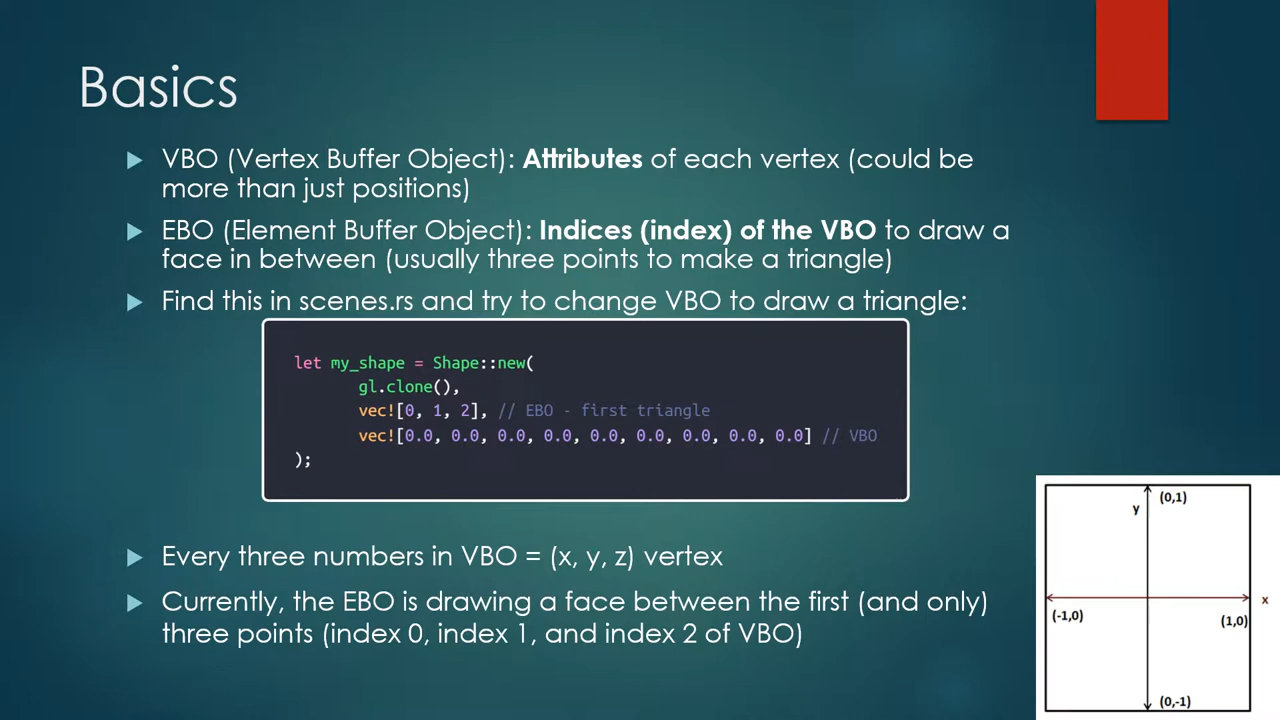 Basics
VBO (Vertex Buffer Object): Attributes of each vertex (could be
more than just positions)
EBO (Element Buffer Object): Indices (index) of the VBO to draw a
face in between (usually three points to make a triangle)
Find this in scenes.rs and try to change VBO to draw a triangle:
let my_shape = Shape::new(
gl.clone(),
vec![0, 1, 2], // EBO - first triangle
vec![0.0, 0.0, 0.0, 0.0, 0.0, 0.0, 0.0, 0.0, 0.0] // VBO
);
Every three numbers in VBO = (x, y, z) vertex
Currently, the EBO is drawing a face between the first (and only)
three points (index 0, index 1, and index 2 of VBO)
(0,1)
y
x
(-1,0)
(1,0)
(0,-1)